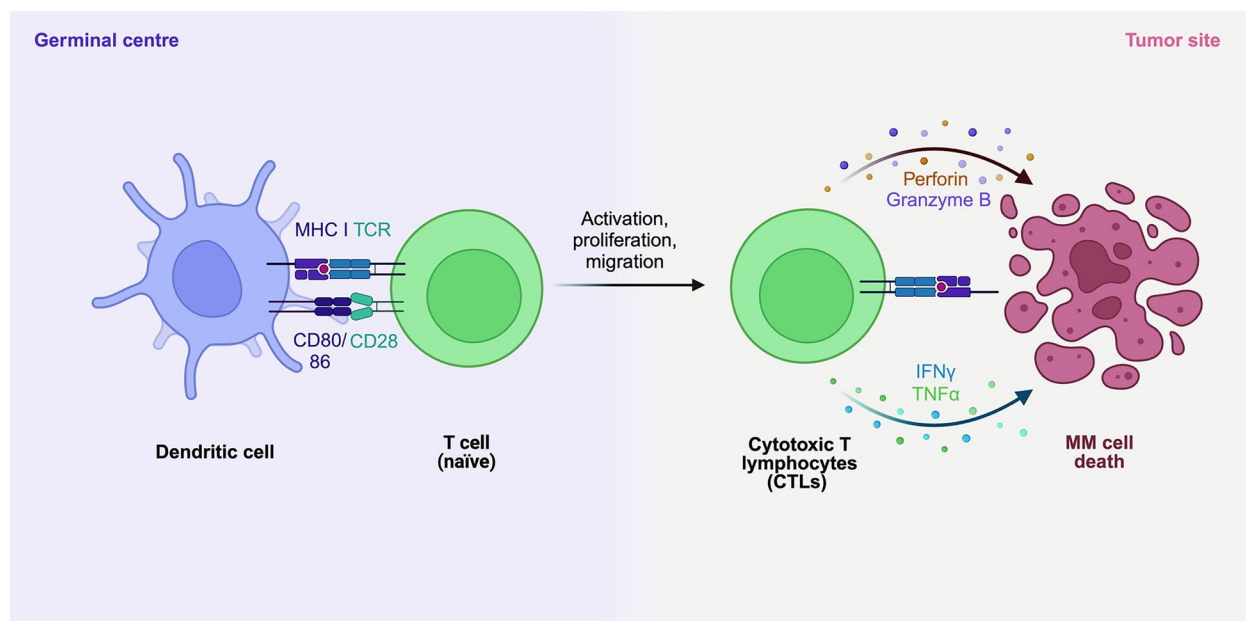 Germinal centre
Tumor site
MHC I TCR
CD80/ CD28
86
Dendritic cell
T cell
(naïve)
Activation,
proliferation,
migration
Perforin
Granzyme B
IFNγ
TNFα
Cytotoxic T
lymphocytes
(CTLs)
MM cell
death